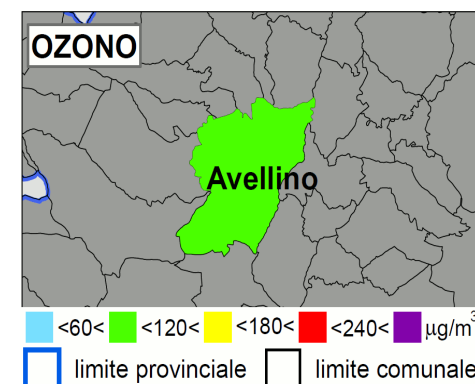 OZONO
Avellino
<60< <120< <180< <240< µg/m³
limite provinciale limite comunale